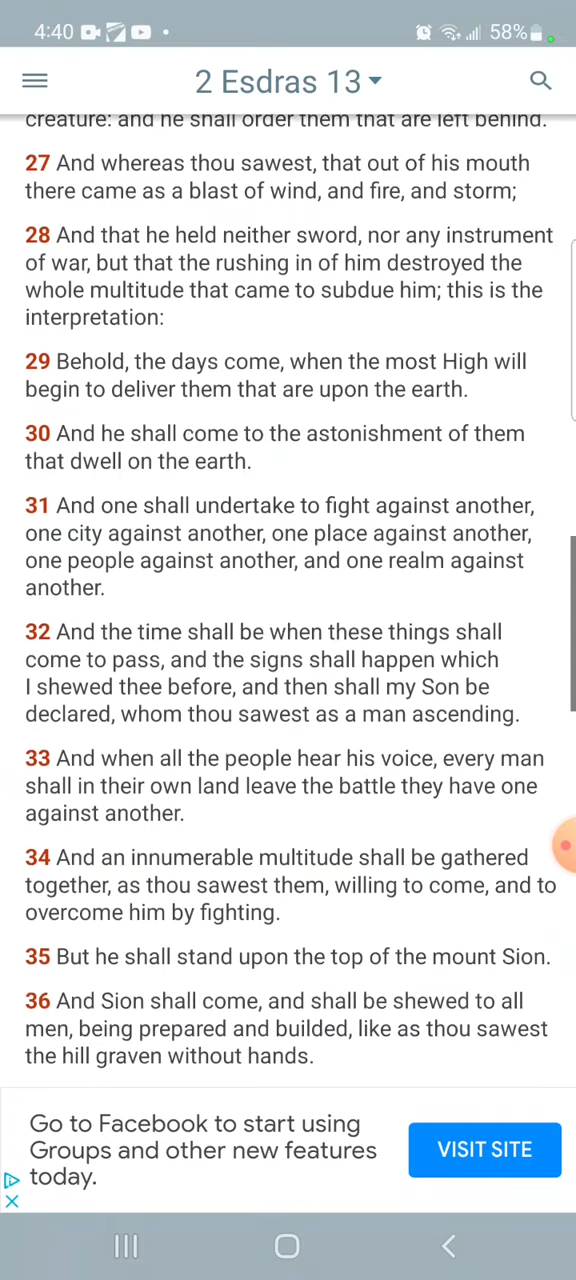 4:40
58%
2 Esdras 13
creature: and he shall order them that are left behind.
27 And whereas thou sawest, that out of his mouth
there came as a blast of wind, and fire, and storm;
28 And that he held neither sword, nor any instrument
of war, but that the rushing in of him destroyed the
whole multitude that came to subdue him; this is the
interpretation:
29 Behold, the days come, when the most High will
begin to deliver them that are upon the earth.
30 And he shall come to the astonishment of them
that dwell on the earth.
31 And one shall undertake to fight against another,
one city against another, one place against another,
one people against another, and one realm against
another.
32 And the time shall be when these things shall
come to pass, and the signs shall happen which
I shewed thee before, and then shall my Son be
declared, whom thou sawest as a man ascending.
33 And when all the people hear his voice, every man
shall in their own land leave the battle they have one
against another.
34 And an innumerable multitude shall be gathered
together, as thou sawest them, willing to come, and to
overcome him by fighting.
35 But he shall stand upon the top of the mount Sion.
36 And Sion shall come, and shall be shewed to all
men, being prepared and builded, like as thou sawest
the hill graven without hands.
Go to Facebook to start using
Groups and other new features
today.
VISIT SITE